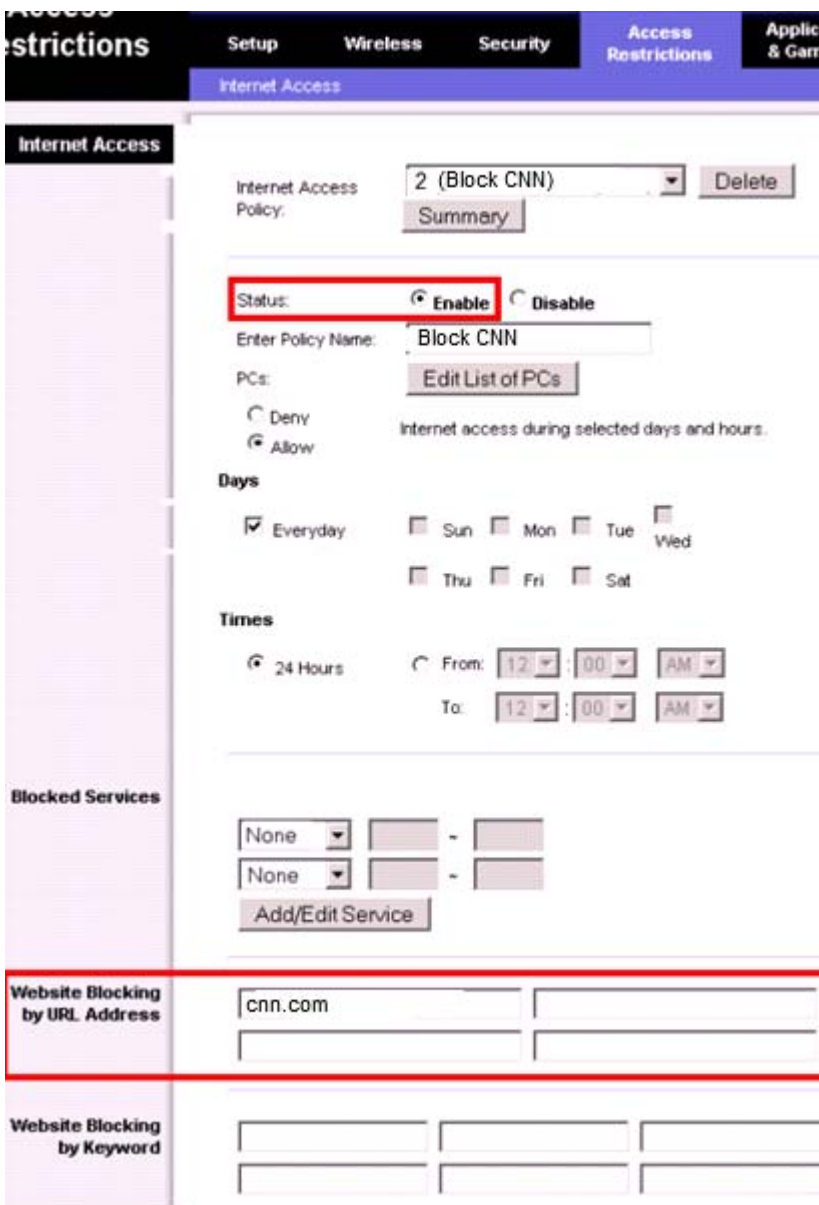 Access
estrictions
Setup Wireless Security Access Restrictions Applic & Gam
Internet Access
Internet Access
Internet Access Policy:
2 (Block CNN) Delete
Summary
Status: Enable Disable
Enter Policy Name: Block CNN
PCs: Edit List of PCs
Deny
Allow
Internet access during selected days and hours.
Days
Everyday Sun Mon Tue Wed
Thu Fri Sat
Times
24 Hours From: 12 : 00 AM
To: 12 : 00 AM
Blocked Services
None ~
None ~
Add/Edit Service
Website Blocking
by URL Address
cnn.com
Website Blocking
by Keyword